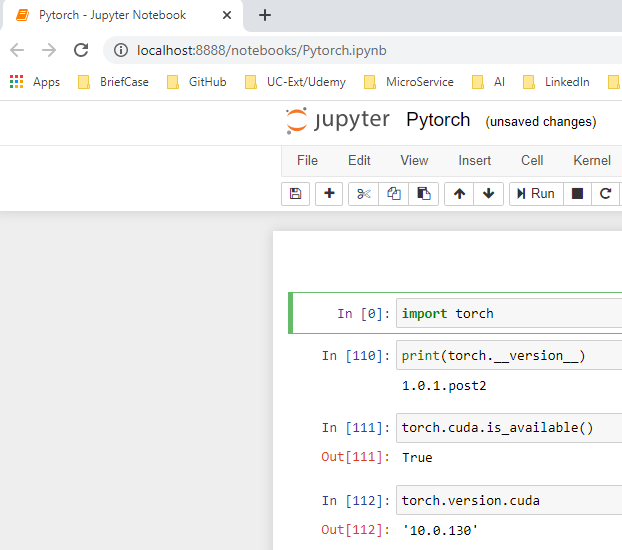 Pytorch - Jupyter Notebook
localhost:8888/notebooks/Pytorch.ipynb
Apps BriefCase GitHub UC-Ext/Udemy MicroService AI LinkedIn
jupyter Pytorch (unsaved changes)
File Edit View Insert Cell Kernel
Run
In [0]: import torch
In [110]: print(torch.__version__)
1.0.1.post2
In [111]: torch.cuda.is_available()
Out[111]: True
In [112]: torch.version.cuda
Out[112]: '10.0.130'